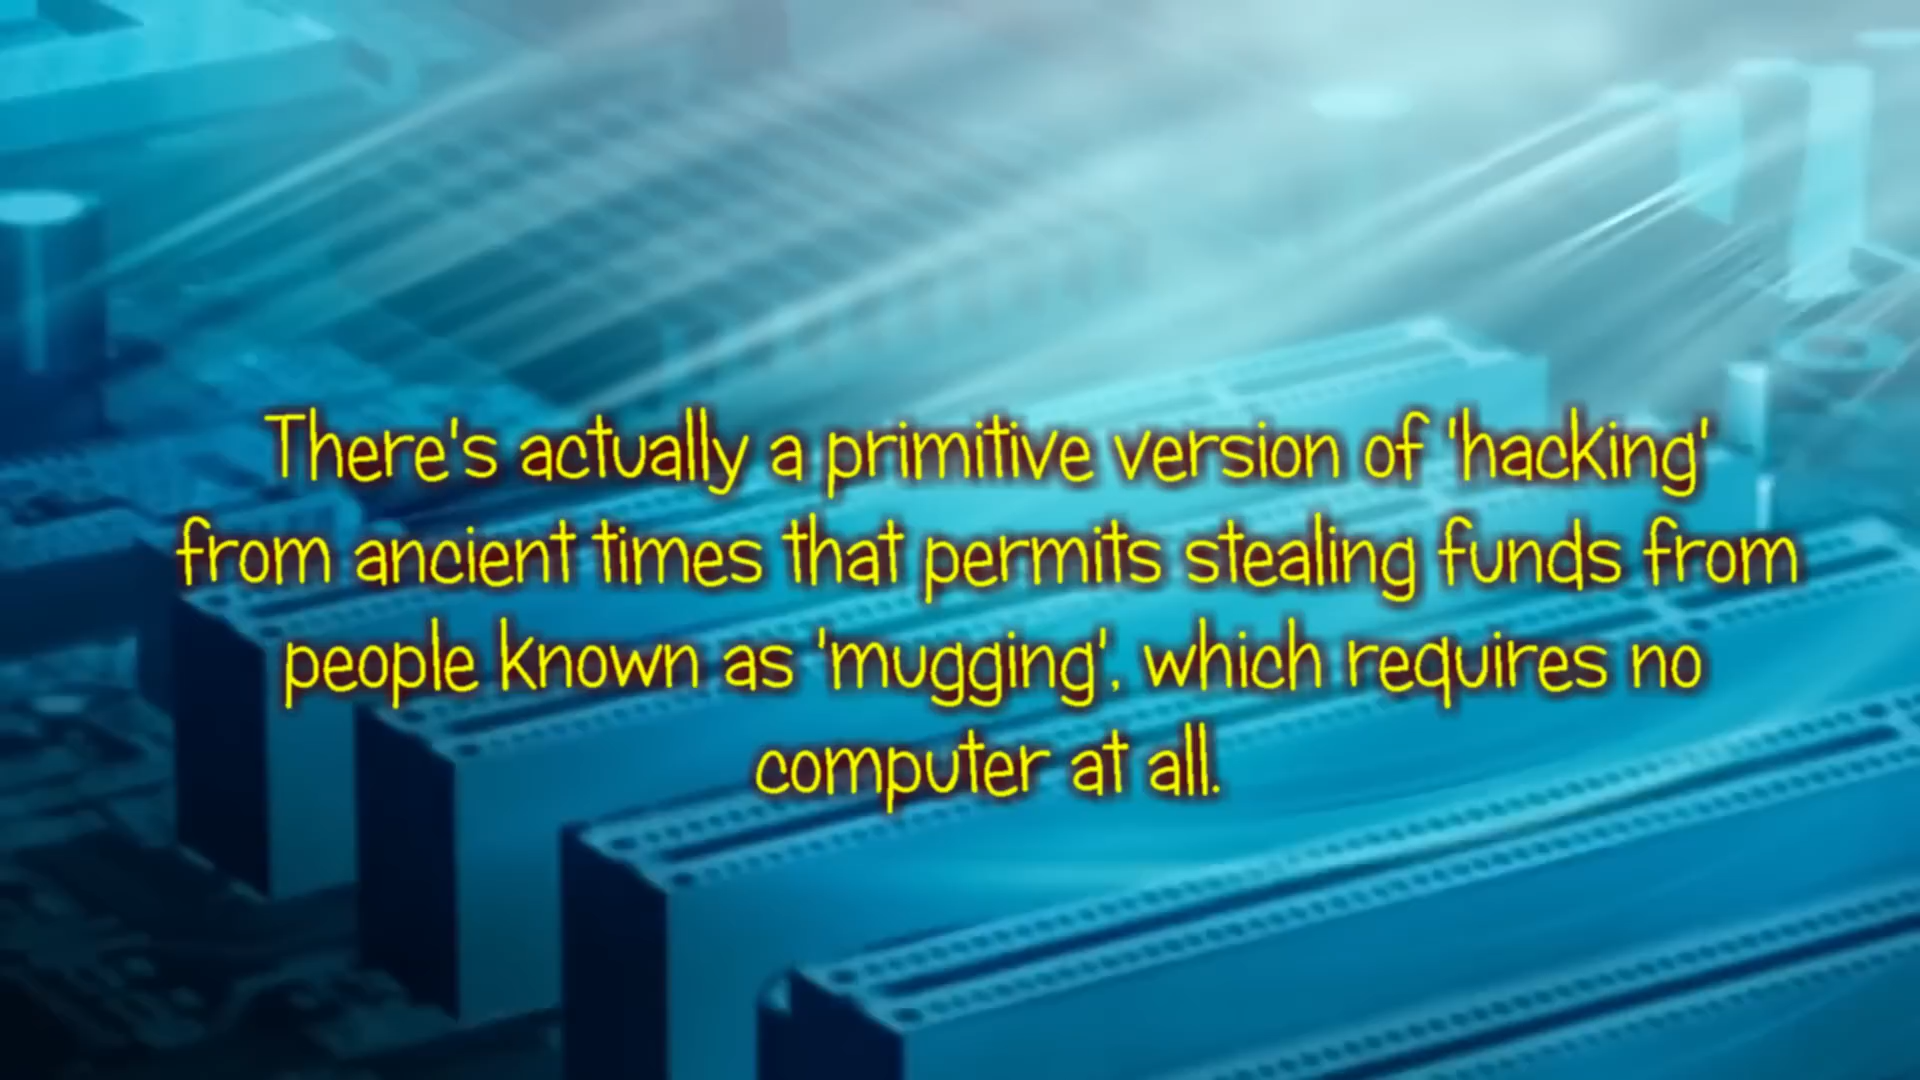 There's actually a primitive version of 'hacking'
from ancient times that permits stealing funds from
people known as 'mugging', which requires no
computer at all.